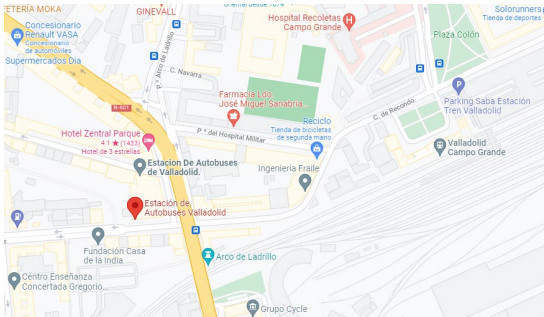 FETERÍA MOKA
GINEVALL
Concesionario
Renault VASA
Concesionario
de automóviles
Supermercados Dia
Hospital Recoletas
Campo Grande
Solorunners
Tienda de deportes
Plaza Colón
P.º Arco de Ladrillo
C. Navarra
N-601
Farmacia Ldo.
José Miguel Sanabria...
Parking Saba Estación
Tren Valladolid
C. de Recondo
Reciclo
Tienda de bicicletas
de segunda mano
P.º del Hospital Militar
Hotel Zentral Parque
4.1 ★ (1433)
Hotel de 3 estrellas
Valladolid
Campo Grande
Estacion De Autobuses
de Valladolid.
Ingeniería Fraile
Estación de
Autobuses Valladolid
Fundación Casa
de la India
Arco de Ladrillo
Centro Enseñanza
Concertada Gregorio...
Grupo Cycle